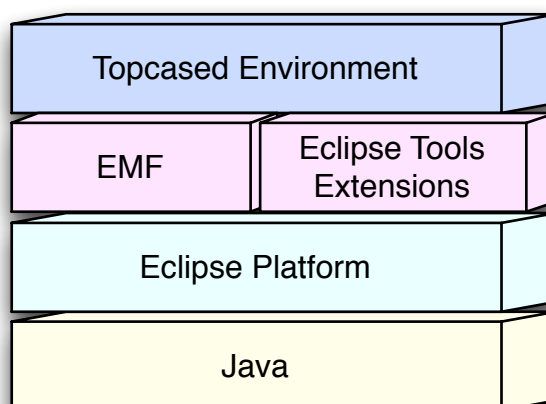 Topcased Environment
EMF
Eclipse Tools
Extensions
Eclipse Platform
Java